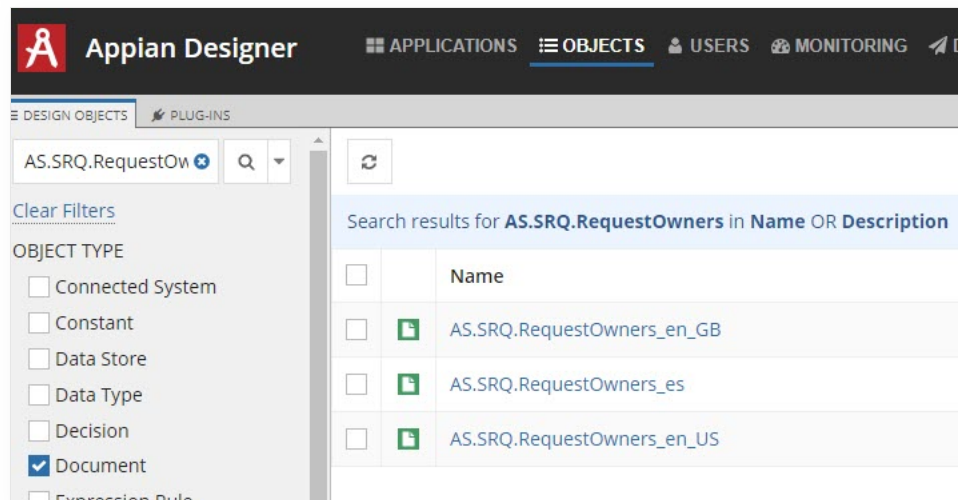 Appian Designer
APPLICATIONS OBJECTS USERS MONITORING
DESIGN OBJECTS PLUG-INS
AS.SRQ.RequestOw
Clear Filters
Search results for AS.SRQ.RequestOwners in Name OR Description
OBJECT TYPE
Connected System
Constant
Data Store
Data Type
Decision
Document
Expression Rule
Name
AS.SRQ.RequestOwners_en_GB
AS.SRQ.RequestOwners_es
AS.SRQ.RequestOwners_en_US